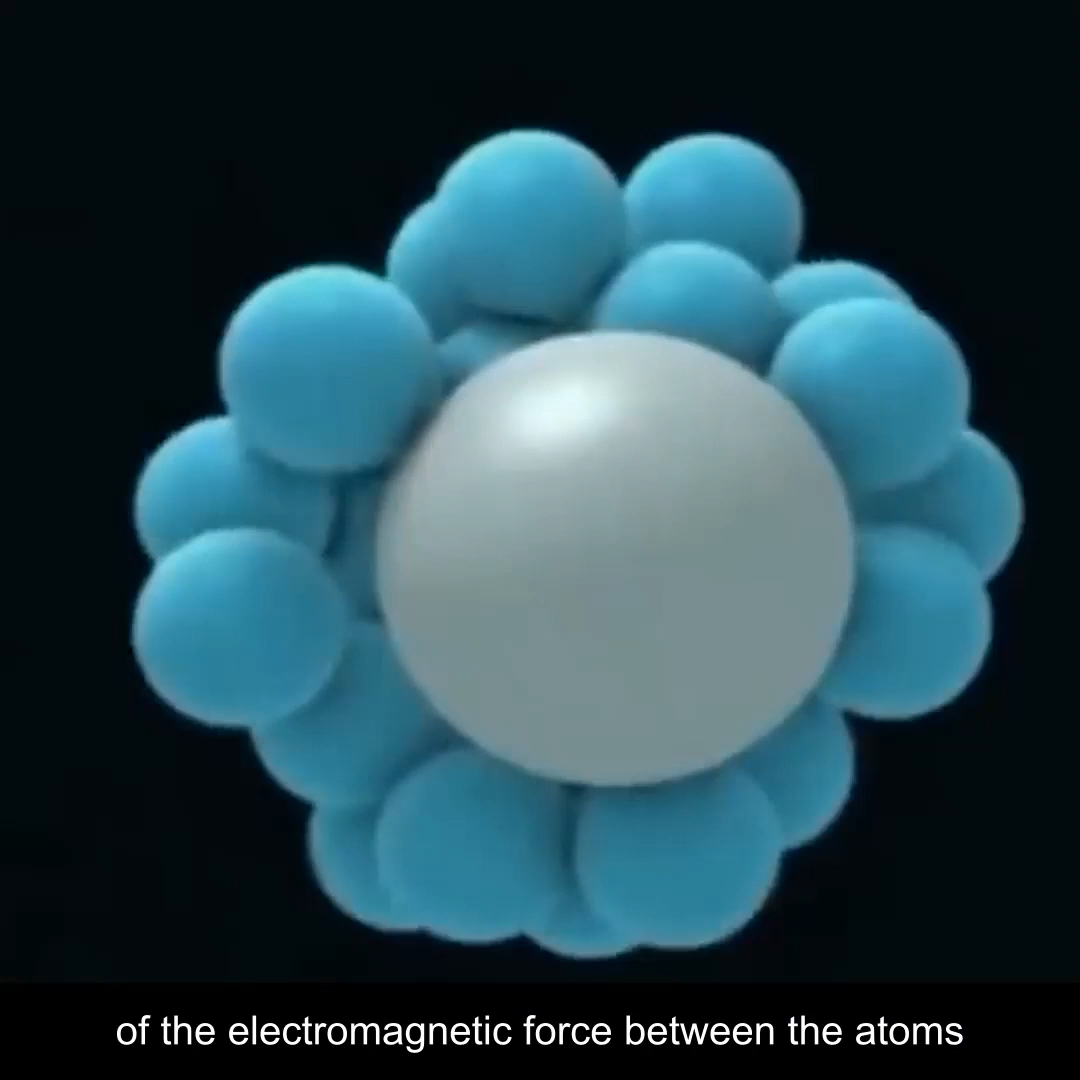 of the electromagnetic force between the atoms